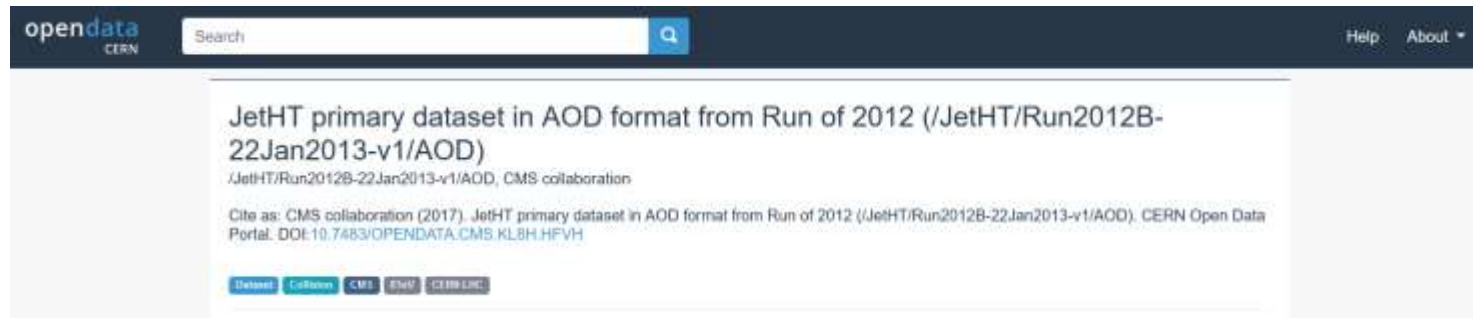 opendata
CERN
Search
Help
About
JetHT primary dataset in AOD format from Run of 2012 (/JetHT/Run2012B-
22Jan2013-v1/AOD)
/JetHT/Run2012B-22Jan2013-v1/AOD, CMS collaboration
Cite as: CMS collaboration (2017). JetHT primary dataset in AOD format from Run of 2012 (/JetHT/Run2012B-22Jan2013-v1/AOD). CERN Open Data
Portal. DOI:10.7483/OPENDATA.CMS.KL8H.HFVH
Dataset Collision CMS 8TeV CERN-LHC